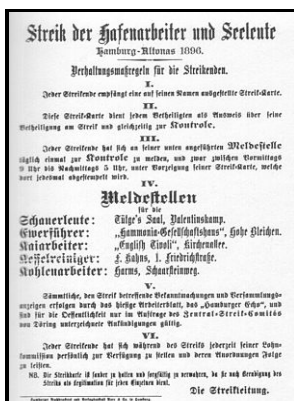 Streik der Hafenarbeiter und Seeleute
Hamburg-Altonas 1896.
Verhaltungsmaßregeln für die Streikenden.
I.
Jeder Streikende empfängt eine auf seinen Namen ausgestellte Streik-Karte.
II.
Diese Streik-Karte dient jedem Betheiligten als Ausweis über seine
Betheiligung am Streik und gleichzeitig zur Kontrole.
III.
Jeder Streikende hat sich an seiner unten angeführten Meldestelle
täglich einmal zur Kontrole zu melden, und zwar zwischen Vormittags
9 Uhr bis Nachmittags 5 Uhr, unter Vorzeigung seiner Streik-Karte, welche
dort jedesmal abgestempelt wird.
IV.
Meldestellen
für die
Schauerleute: Tütge's Saal, Valentinskamp.
Ewerführer: „Hammonia-Gesellschaftshaus", Hohe Bleichen.
Kaiarbeiter: „English Tivoli", Kirchenallee.
Kesselreiniger: F. Kahns, 1. Friedrichstraße.
Kohlenarbeiter: Harms, Schaarsteinweg.
V.
Sämmtliche, den Streik betreffende Bekanntmachungen und Versammlungs-
anzeigen erfolgen durch das hiesige Arbeiterblatt, das „Hamburger Echo", und
sind für die Oeffentlichkeit nur im Auftrage des Zentral-Streik-Comités
von Döring unterzeichnete Ankündigungen gültig.
VI.
Jeder Streikende hat sich während des Streiks jederzeit seiner Lohn-
kommission persönlich zur Verfügung zu stellen und deren Anordnungen Folge
zu leisten.
NB. Die Streikkarte ist sauber zu halten und sorgfältig zu verwahren, da sie nach Beendigung des
Streiks als Legitimation für jeden Einzelnen dient.
Die Streikleitung.